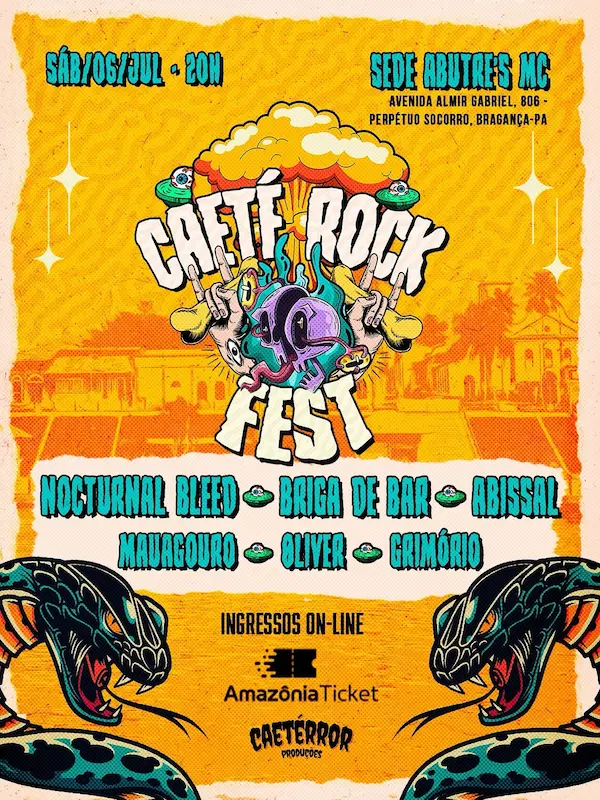 SÁB/06/JUL • 20H
SEDE ABUTRE'S MC
AVENIDA ALMIR GABRIEL, 806 -
PERPÉTUO SOCORRO, BRAGANÇA-PA
CAETÉ ROCK
FEST
NOCTURNAL BLEED BRIGA DE BAR ABISSAL
MAUAGOURO ØLIVER GRIMÓRIO
INGRESSOS ON-LINE
AmazôniaTicket
CAETÉRROR
PRODUÇÕES